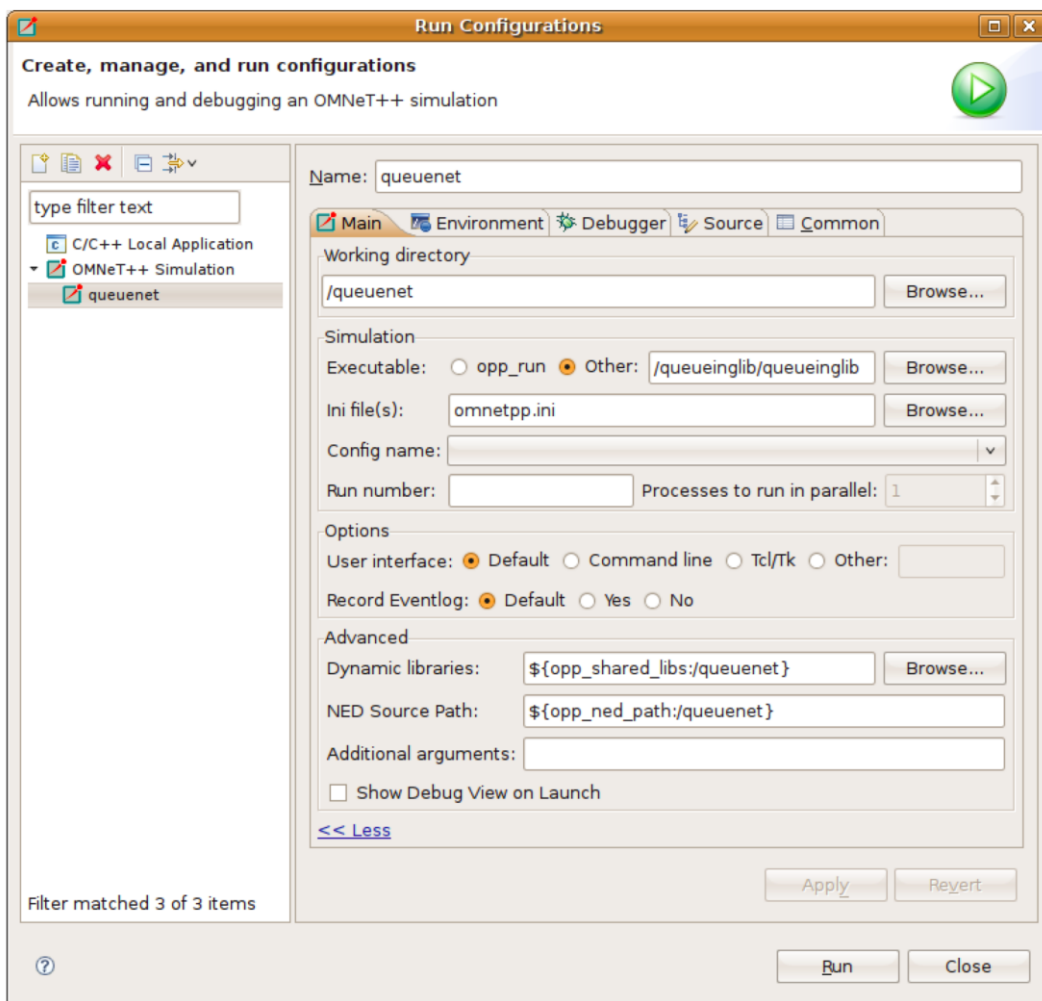 Run Configurations
Create, manage, and run configurations
Allows running and debugging an OMNeT++ simulation
type filter text
C/C++ Local Application
OMNeT++ Simulation
queuenet
Filter matched 3 of 3 items
Name: queuenet
Main Environment Debugger Source Common
Working directory
/queuenet Browse...
Simulation
Executable: opp_run Other: /queueinglib/queueinglib Browse...
Ini file(s): omnetpp.ini Browse...
Config name:
Run number: Processes to run in parallel: 1
Options
User interface: Default Command line Tcl/Tk Other:
Record Eventlog: Default Yes No
Advanced
Dynamic libraries: ${opp_shared_libs:/queuenet} Browse...
NED Source Path: ${opp_ned_path:/queuenet}
Additional arguments:
Show Debug View on Launch
<< Less
Apply Revert
Run Close